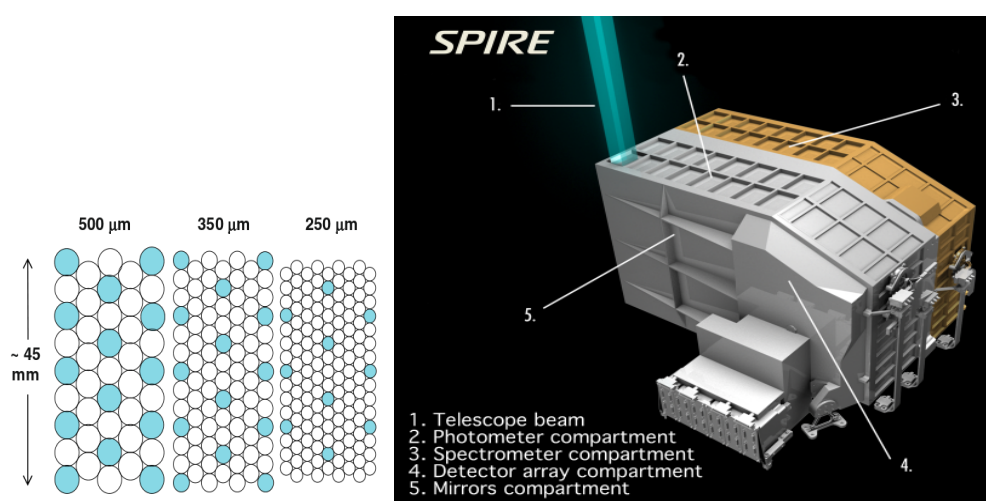 500 μm
350 μm
250 μm
~ 45
mm
SPIRE
1.
2.
3.
5.
4.
1. Telescope beam
2. Photometer compartment
3. Spectrometer compartment
4. Detector array compartment
5. Mirrors compartment